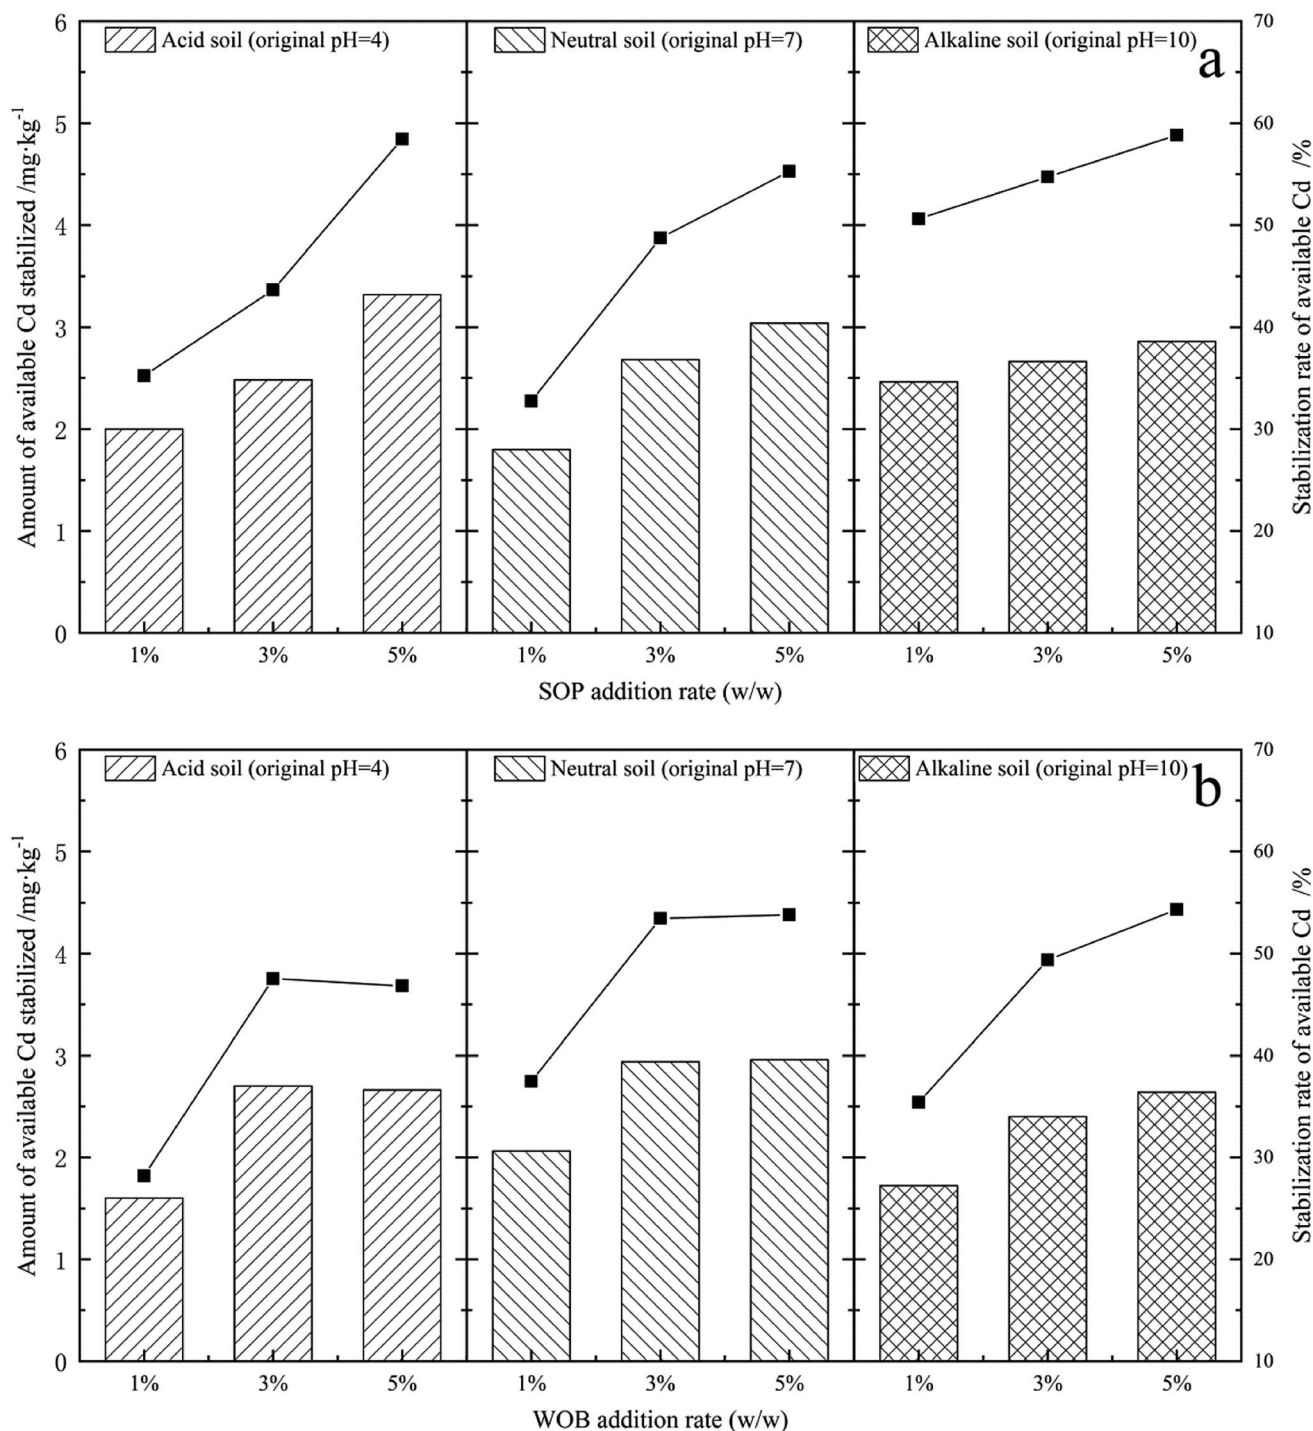 Acid soil (original pH=4)
Neutral soil (original pH=7)
Alkaline soil (original pH=10)
a
Amount of available Cd stabilized /mg·kg⁻¹
6
5
4
3
2
1
0
70
60
50
40
30
20
10
Stabilization rate of available Cd /%
1% 3% 5% 1% 3% 5% 1% 3% 5%
SOP addition rate (w/w)
Acid soil (original pH=4)
Neutral soil (original pH=7)
Alkaline soil (original pH=10)
b
Amount of available Cd stabilized /mg·kg⁻¹
6
5
4
3
2
1
0
70
60
50
40
30
20
10
Stabilization rate of available Cd /%
1% 3% 5% 1% 3% 5% 1% 3% 5%
WOB addition rate (w/w)